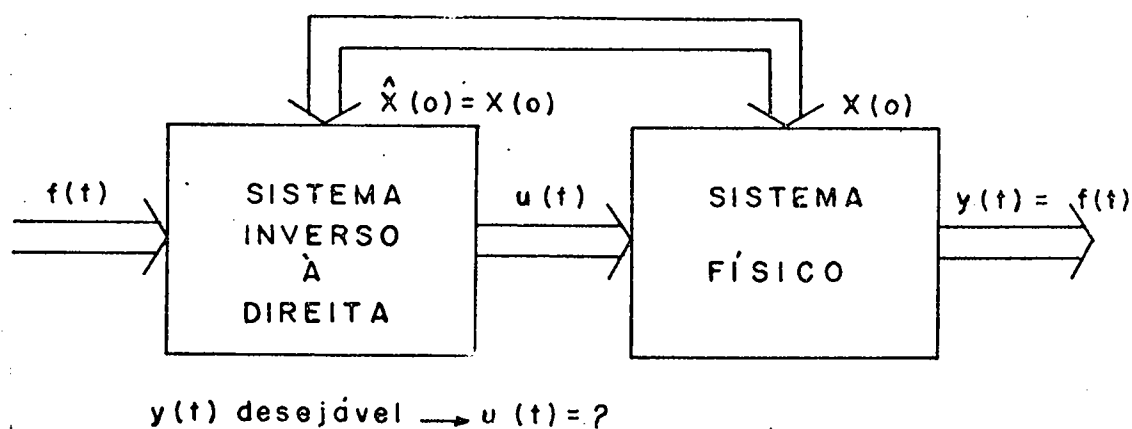 X̂(o) = X(o)
X(o)
f(t)
SISTEMA
INVERSO
À
DIREITA
u(t)
SISTEMA
FÍSICO
y(t) = f(t)
y(t) desejável → u(t) = ?